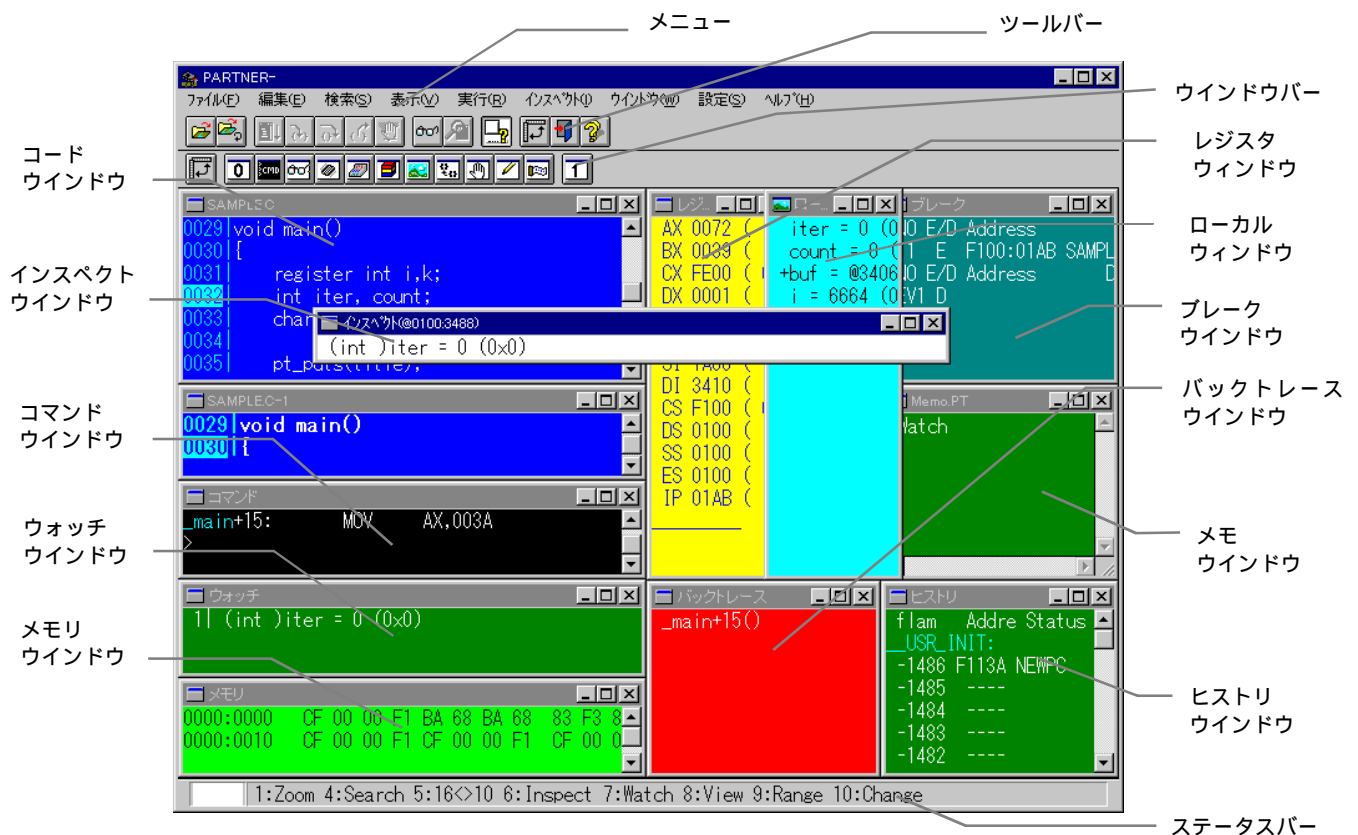 メニュー
ツールバー
ウインドウバー
レジスタ
ウィンドウ
ローカル
ウィンドウ
ブレーク
ウインドウ
バックトレース
ウインドウ
メモ
ウインドウ
ヒストリ
ウインドウ
ステータスバー
コード
ウインドウ
インスペクト
ウインドウ
コマンド
ウインドウ
ウォッチ
ウインドウ
メモリ
ウインドウ
PARTNER-
ファイル(F) 編集(E) 検索(S) 表示(V) 実行(R) インスペクト(I) ウインドウ(W) 設定(S) ヘルプ(H)
0 CMD 1
SAMPLE.C
0029 void main()
0030 {
0031 register int i,k;
0032 int iter, count;
0033 char
0034
0035 pt_puts(title);
インスペクト(@0100:3488)
(int )iter = 0 (0x0)
レジ...
AX 0072 (
BX 0039 (
CX FE00 (
DX 0001 (
SI 1A00 (
DI 3410 (
CS F100 (
DS 0100 (
SS 0100 (
ES 0100 (
IP 01AB (
ロー...
iter = 0 (0
count = 0 (
+buf = @3406
i = 6664 (0
ブレーク
NO E/D Address
1 E F100:01AB SAMPL
NO E/D Address D
EV1 D
SAMPLE.C-1
0029 void main()
0030 {
コマンド
_main+15: MOV AX,003A
>
Memo.PT
Watch
ウォッチ
1| (int )iter = 0 (0x0)
メモリ
0000:0000 CF 00 00 F1 BA 68 BA 68 83 F3 8
0000:0010 CF 00 00 F1 CF 00 00 F1 CF 00 0
バックトレース
_main+15()
ヒストリ
flam Addre Status
__USR_INIT:
-1486 F113A NEWPC
-1485 ----
-1484 ----
-1483 ----
-1482 ----
1:Zoom 4:Search 5:16<>10 6:Inspect 7:Watch 8:View 9:Range 10:Change